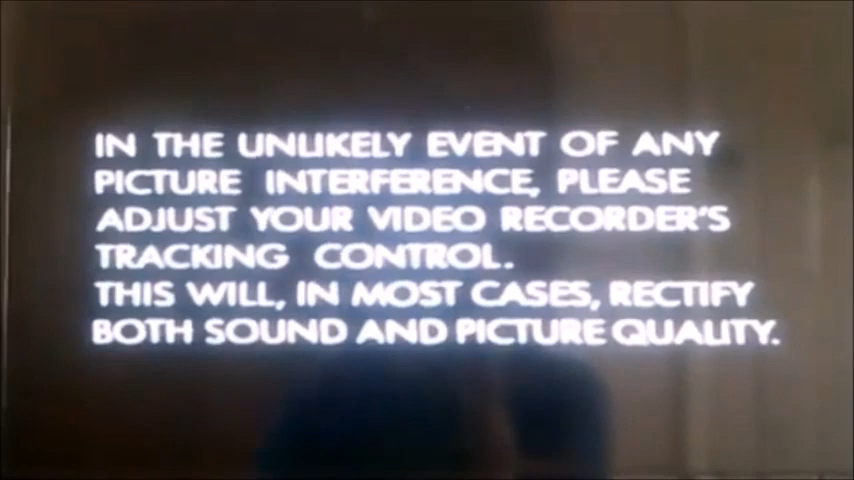 IN THE UNLIKELY EVENT OF ANY
PICTURE INTERFERENCE, PLEASE
ADJUST YOUR VIDEO RECORDER'S
TRACKING CONTROL.
THIS WILL, IN MOST CASES, RECTIFY
BOTH SOUND AND PICTURE QUALITY.